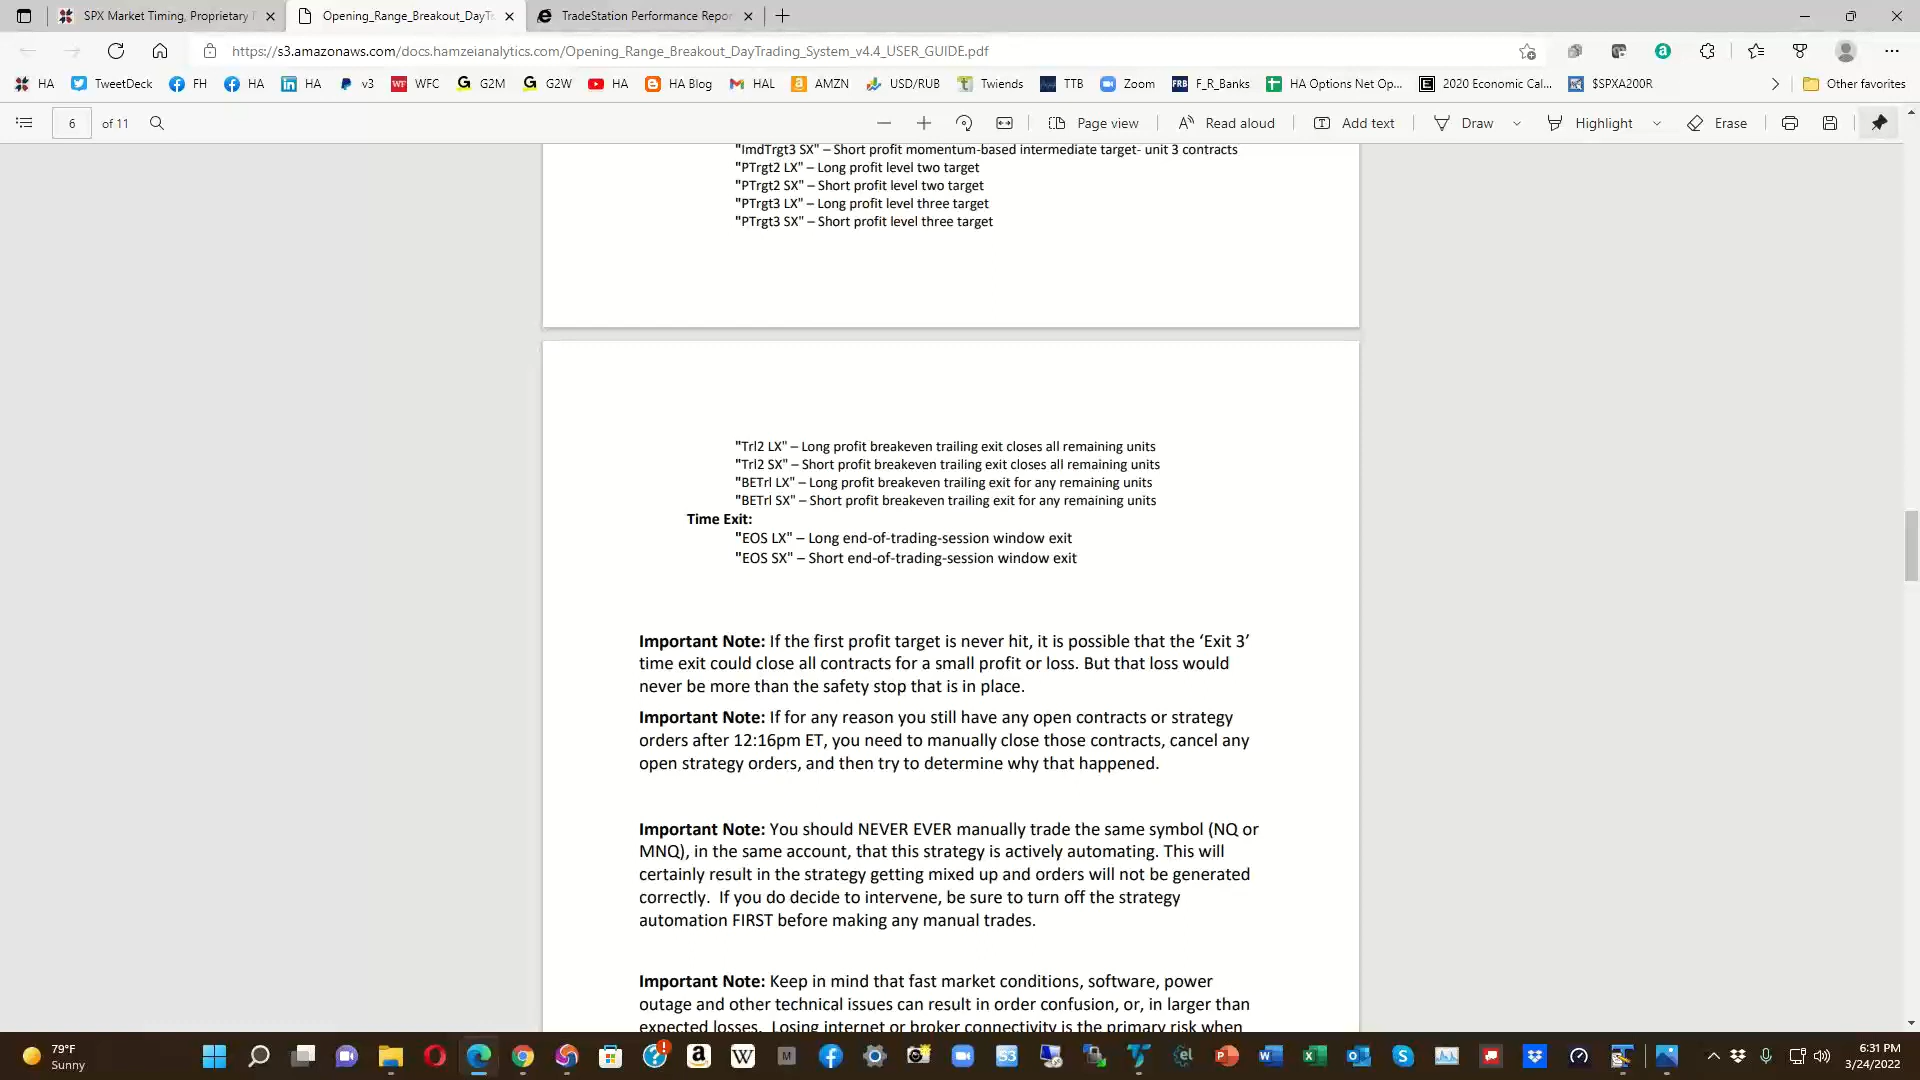 SPX Market Timing, Proprietary
Opening_Range_Breakout_DayT
TradeStation Performance Repo
https://s3.amazonaws.com/docs.hamzeianalytics.com/Opening_Range_Breakout_DayTrading_System_v4.4_USER_GUIDE.pdf
HA TweetDeck FH HA HA v3 WFC G2M G2W HA HA Blog HAL AMZN USD/RUB Twiends TTB Zoom F_R_Banks HA Options Net Op... 2020 Economic Cal... $SPXA200R Other favorites
6 of 11 Page view Read aloud Add text Draw Highlight Erase
"ImdTrgt3 SX" – Short profit momentum-based intermediate target- unit 3 contracts
"PTrgt2 LX" – Long profit level two target
"PTrgt2 SX" – Short profit level two target
"PTrgt3 LX" – Long profit level three target
"PTrgt3 SX" – Short profit level three target
"Trl2 LX" – Long profit breakeven trailing exit closes all remaining units
"Trl2 SX" – Short profit breakeven trailing exit closes all remaining units
"BETrl LX" – Long profit breakeven trailing exit for any remaining units
"BETrl SX" – Short profit breakeven trailing exit for any remaining units
Time Exit:
"EOS LX" – Long end-of-trading-session window exit
"EOS SX" – Short end-of-trading-session window exit
Important Note: If the first profit target is never hit, it is possible that the ‘Exit 3’
time exit could close all contracts for a small profit or loss. But that loss would
never be more than the safety stop that is in place.
Important Note: If for any reason you still have any open contracts or strategy
orders after 12:16pm ET, you need to manually close those contracts, cancel any
open strategy orders, and then try to determine why that happened.
Important Note: You should NEVER EVER manually trade the same symbol (NQ or
MNQ), in the same account, that this strategy is actively automating. This will
certainly result in the strategy getting mixed up and orders will not be generated
correctly.  If you do decide to intervene, be sure to turn off the strategy
automation FIRST before making any manual trades.
Important Note: Keep in mind that fast market conditions, software, power
outage and other technical issues can result in order confusion, or, in larger than
expected losses.  Losing internet or broker connectivity is the primary risk when
79°F
Sunny
6:31 PM
3/24/2022